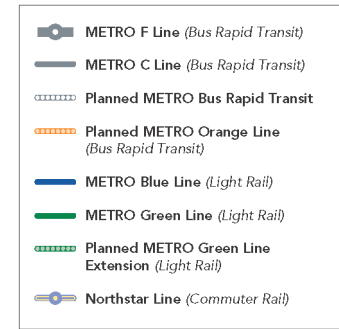 METRO F Line (Bus Rapid Transit)
METRO C Line (Bus Rapid Transit)
Planned METRO Bus Rapid Transit
Planned METRO Orange Line
(Bus Rapid Transit)
METRO Blue Line (Light Rail)
METRO Green Line (Light Rail)
Planned METRO Green Line
Extension (Light Rail)
Northstar Line (Commuter Rail)